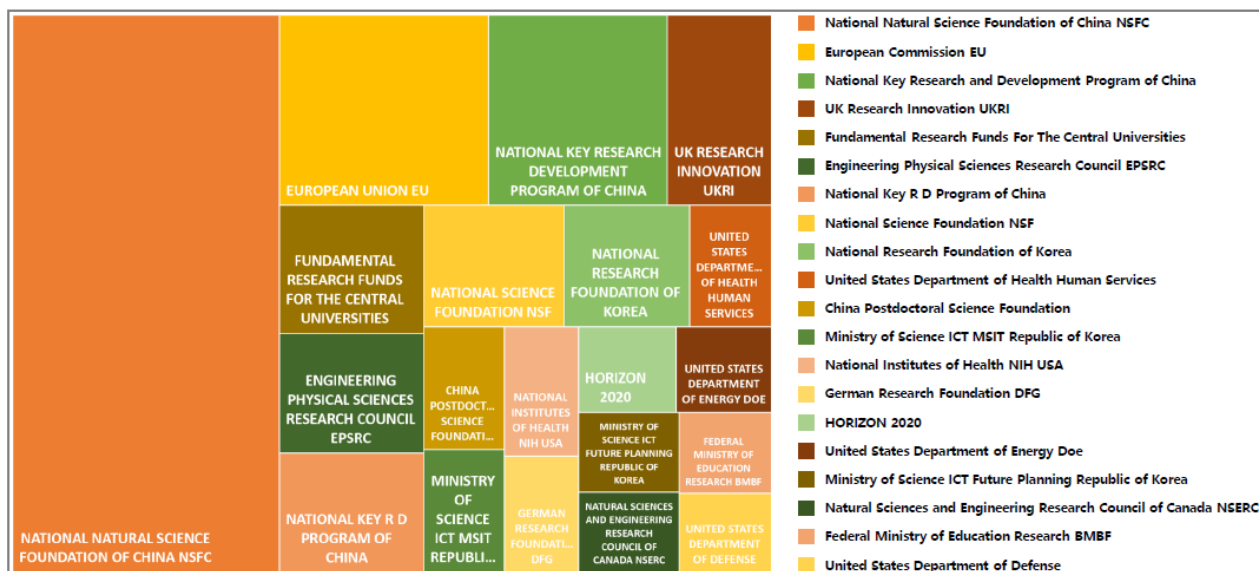 NATIONAL NATURAL SCIENCE
FOUNDATION OF CHINA NSFC
EUROPEAN UNION EU
NATIONAL KEY RESEARCH
DEVELOPMENT
PROGRAM OF CHINA
UK RESEARCH
INNOVATION
UKRI
FUNDAMENTAL
RESEARCH FUNDS
FOR THE CENTRAL
UNIVERSITIES
NATIONAL SCIENCE
FOUNDATION NSF
NATIONAL
RESEARCH
FOUNDATION OF
KOREA
UNITED
STATES
DEPARTME...
OF HEALTH
HUMAN
SERVICES
ENGINEERING
PHYSICAL SCIENCES
RESEARCH COUNCIL
EPSRC
CHINA
POSTDOCT...
SCIENCE
FOUNDATI...
NATIONAL
INSTITUTES
OF HEALTH
NIH USA
HORIZON
2020
UNITED STATES
DEPARTMENT
OF ENERGY DOE
NATIONAL KEY R D
PROGRAM OF
CHINA
MINISTRY
OF
SCIENCE
ICT MSIT
REPUBLI...
GERMAN
RESEARCH
FOUNDATI...
DFG
MINISTRY OF
SCIENCE ICT
FUTURE PLANNING
REPUBLIC OF
KOREA
FEDERAL
MINISTRY OF
EDUCATION
RESEARCH BMBF
NATURAL SCIENCES
AND ENGINEERING
RESEARCH
COUNCIL OF
CANADA NSERC
UNITED STATES
DEPARTMENT
OF DEFENSE
National Natural Science Foundation of China NSFC
European Commission EU
National Key Research and Development Program of China
UK Research Innovation UKRI
Fundamental Research Funds For The Central Universities
Engineering Physical Sciences Research Council EPSRC
National Key R D Program of China
National Science Foundation NSF
National Research Foundation of Korea
United States Department of Health Human Services
China Postdoctoral Science Foundation
Ministry of Science ICT MSIT Republic of Korea
National Institutes of Health NIH USA
German Research Foundation DFG
HORIZON 2020
United States Department of Energy Doe
Ministry of Science ICT Future Planning Republic of Korea
Natural Sciences and Engineering Research Council of Canada NSERC
Federal Ministry of Education Research BMBF
United States Department of Defense